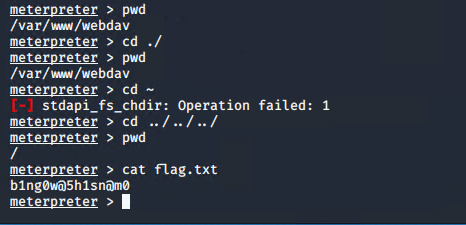 meterpreter > pwd
/var/www/webdav
meterpreter > cd ./
meterpreter > pwd
/var/www/webdav
meterpreter > cd ~
[-] stdapi_fs_chdir: Operation failed: 1
meterpreter > cd ../../../
meterpreter > pwd
/
meterpreter > cat flag.txt
b1ng0w@5h1sn@m0
meterpreter >